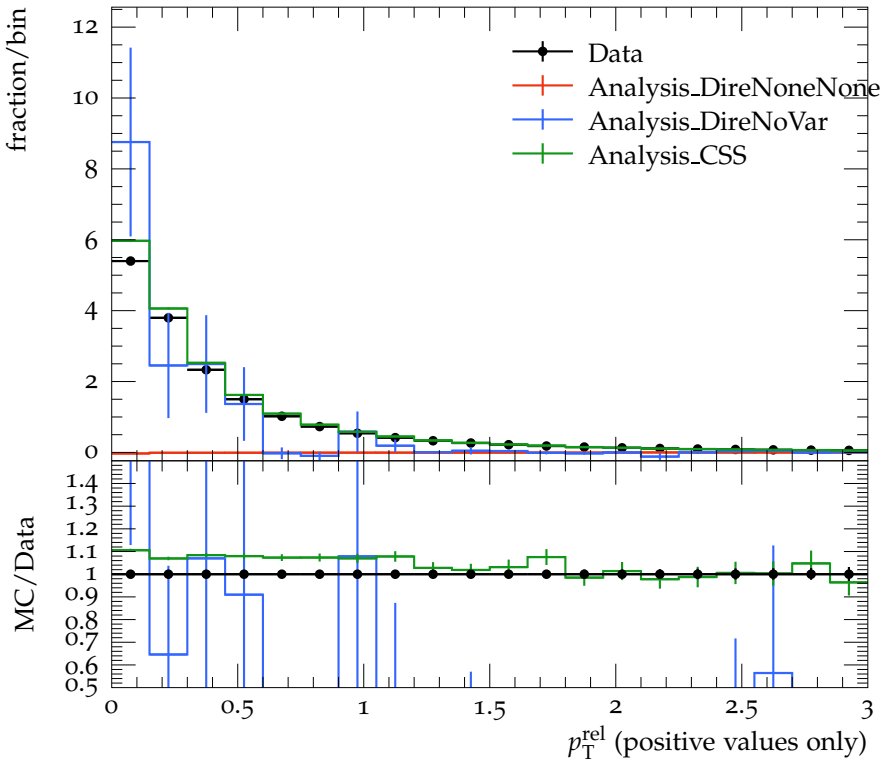 fraction/bin
12
10
8
6
4
2
0
Data
Analysis_DireNoneNone
Analysis_DireNoVar
Analysis_CSS
MC/Data
1.4
1.3
1.2
1.1
1
0.9
0.8
0.7
0.6
0.5
0 0.5 1 1.5 2 2.5 3
p_T^rel (positive values only)